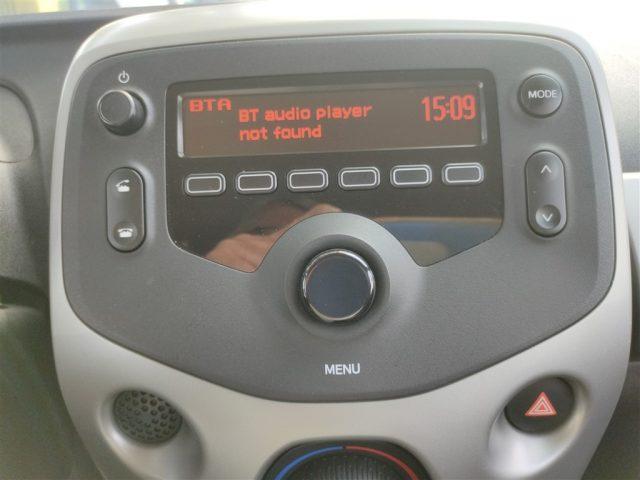 BTA
BT audio player
not found
15:09
MODE
MENU